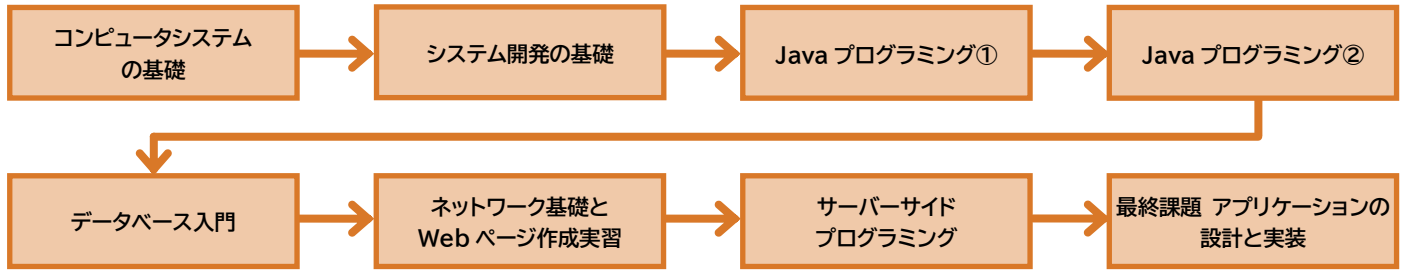 コンピュータシステム
の基礎
システム開発の基礎
Java プログラミング①
Java プログラミング②
データベース入門
ネットワーク基礎と
Web ページ作成実習
サーバーサイド
プログラミング
最終課題 アプリケーションの
設計と実装